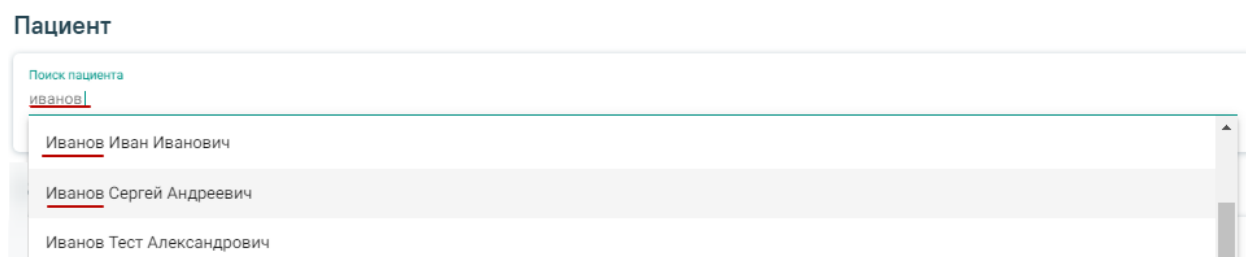 Пациент
Поиск пациента
иванов
Иванов Иван Иванович
Иванов Сергей Андреевич
Иванов Тест Александрович